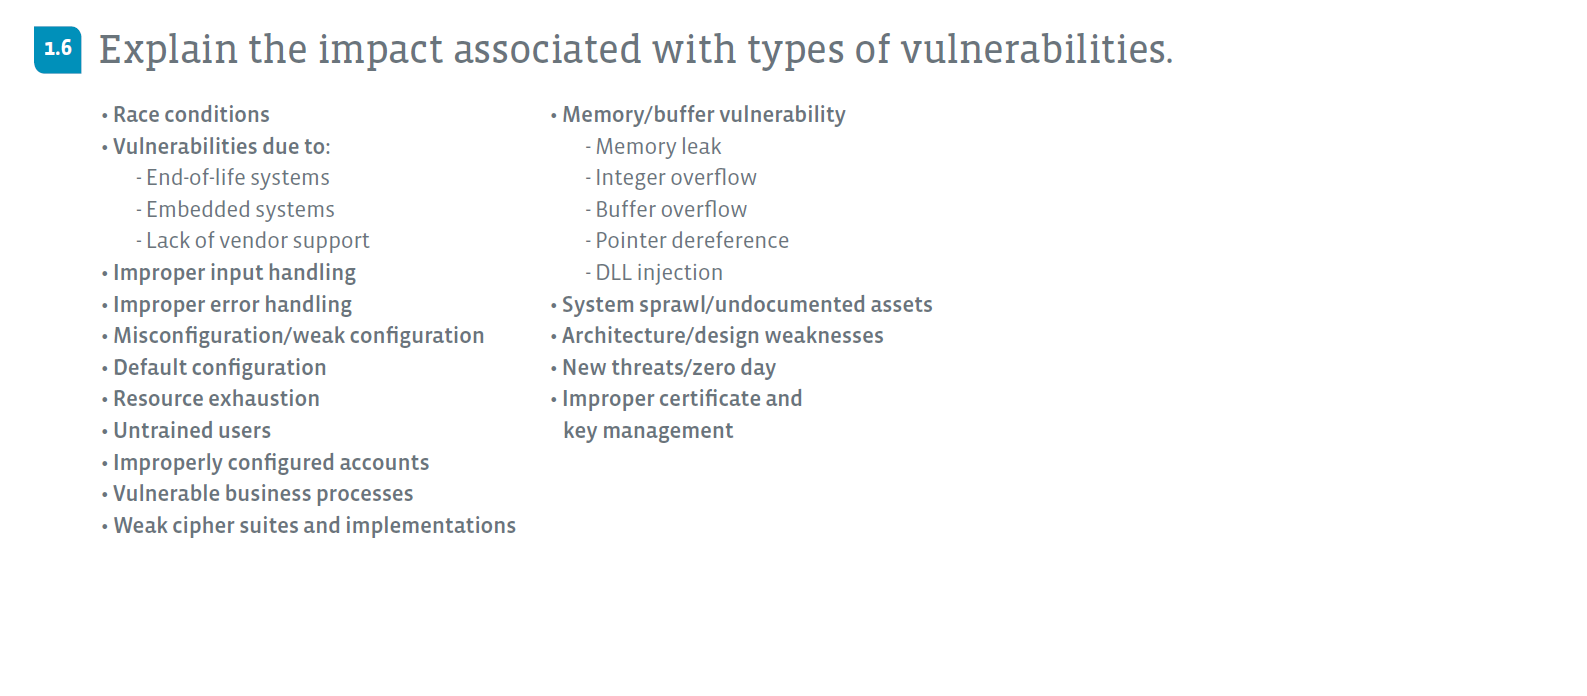 1.6 Explain the impact associated with types of vulnerabilities.
• Race conditions
• Vulnerabilities due to:
- End-of-life systems
- Embedded systems
- Lack of vendor support
• Improper input handling
• Improper error handling
• Misconfiguration/weak configuration
• Default configuration
• Resource exhaustion
• Untrained users
• Improperly configured accounts
• Vulnerable business processes
• Weak cipher suites and implementations
• Memory/buffer vulnerability
- Memory leak
- Integer overflow
- Buffer overflow
- Pointer dereference
- DLL injection
• System sprawl/undocumented assets
• Architecture/design weaknesses
• New threats/zero day
• Improper certificate and
key management